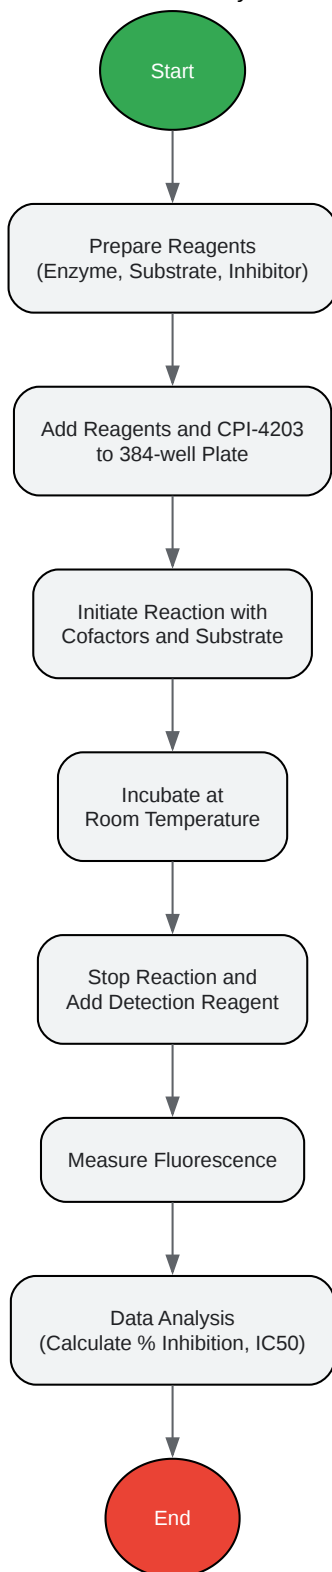 Start
Prepare Reagents
(Enzyme, Substrate, Inhibitor)
Add Reagents and CPI-4203
to 384-well Plate
Initiate Reaction with
Cofactors and Substrate
Incubate at
Room Temperature
Stop Reaction and
Add Detection Reagent
Measure Fluorescence
Data Analysis
(Calculate % Inhibition, IC50)
End